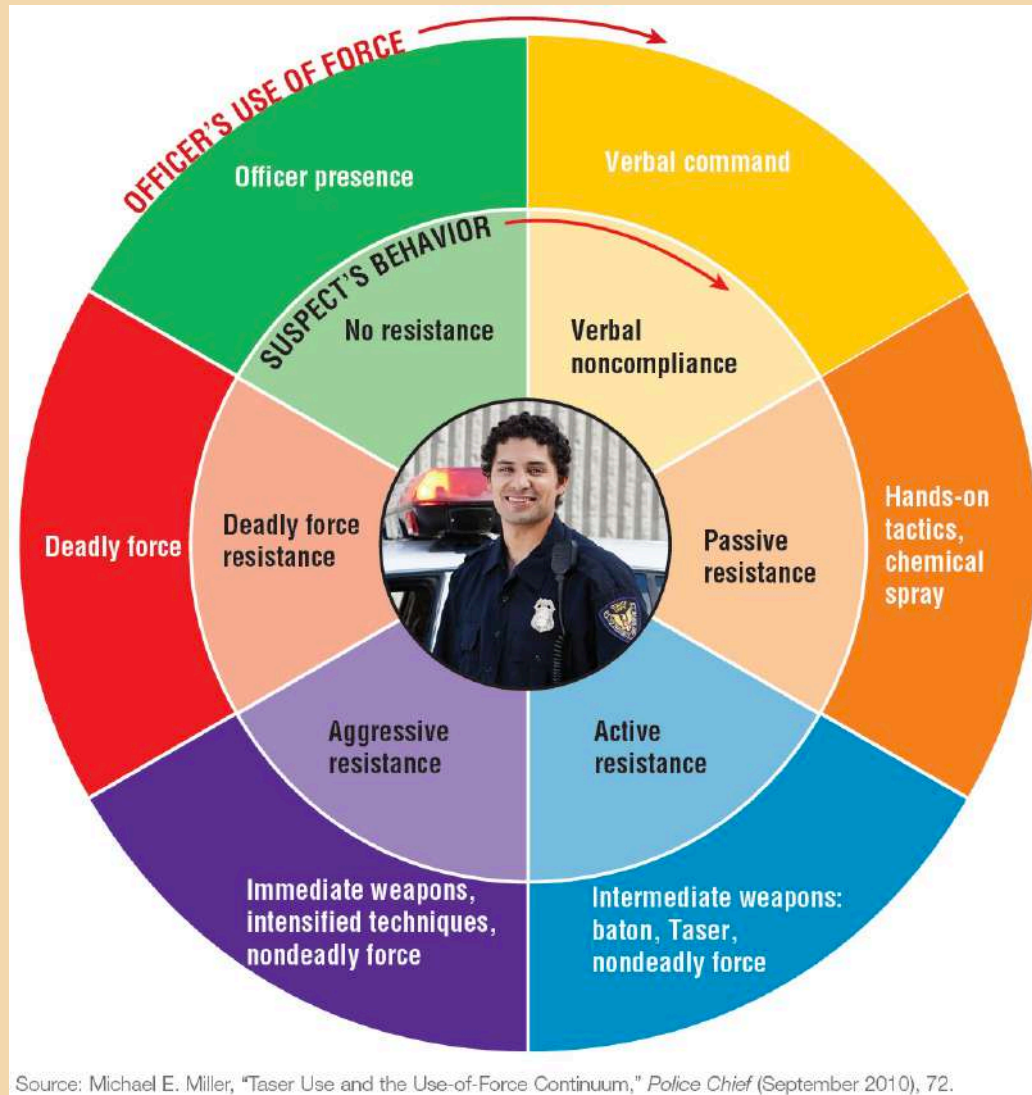 OFFICER'S USE OF FORCE
Officer presence
Verbal command
SUSPECT'S BEHAVIOR
No resistance
Verbal
noncompliance
Deadly force
Deadly force
resistance
Passive
resistance
Hands-on
tactics,
chemical
spray
Aggressive
resistance
Active
resistance
Immediate weapons,
intensified techniques,
nondeadly force
Intermediate weapons:
baton, Taser,
nondeadly force
Source: Michael E. Miller, "Taser Use and the Use-of-Force Continuum," Police Chief (September 2010), 72.